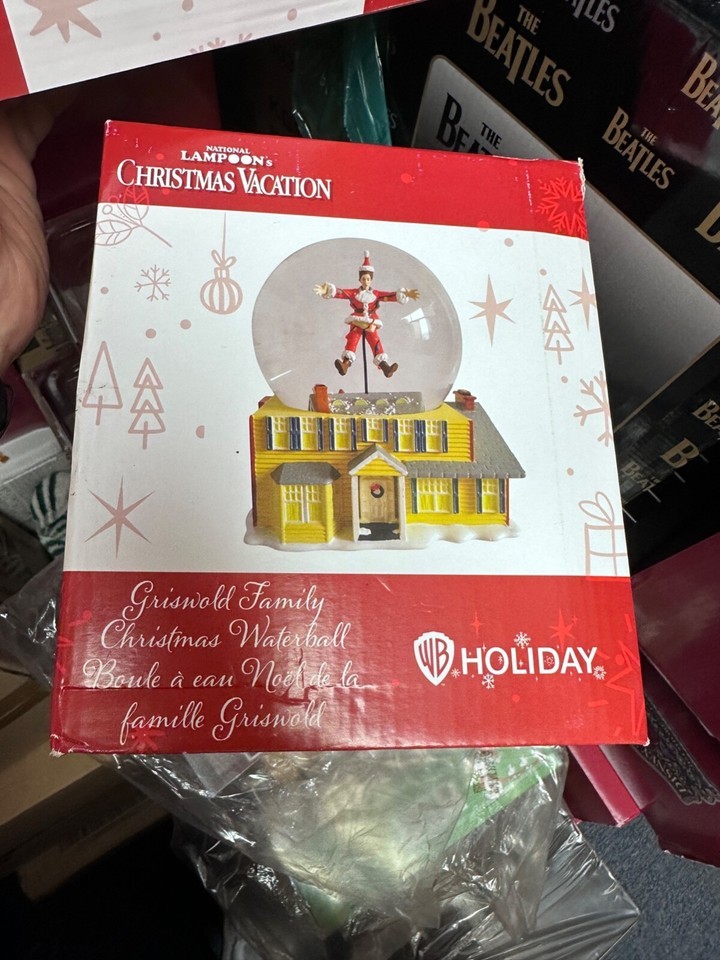 NATIONAL
LAMPOON's
CHRISTMAS VACATION
Griswold Family
Christmas Waterball
Boule à eau Noël de la
famille Griswold
WB HOLIDAY
THE
BEATLES
THE
BEATLES
THE